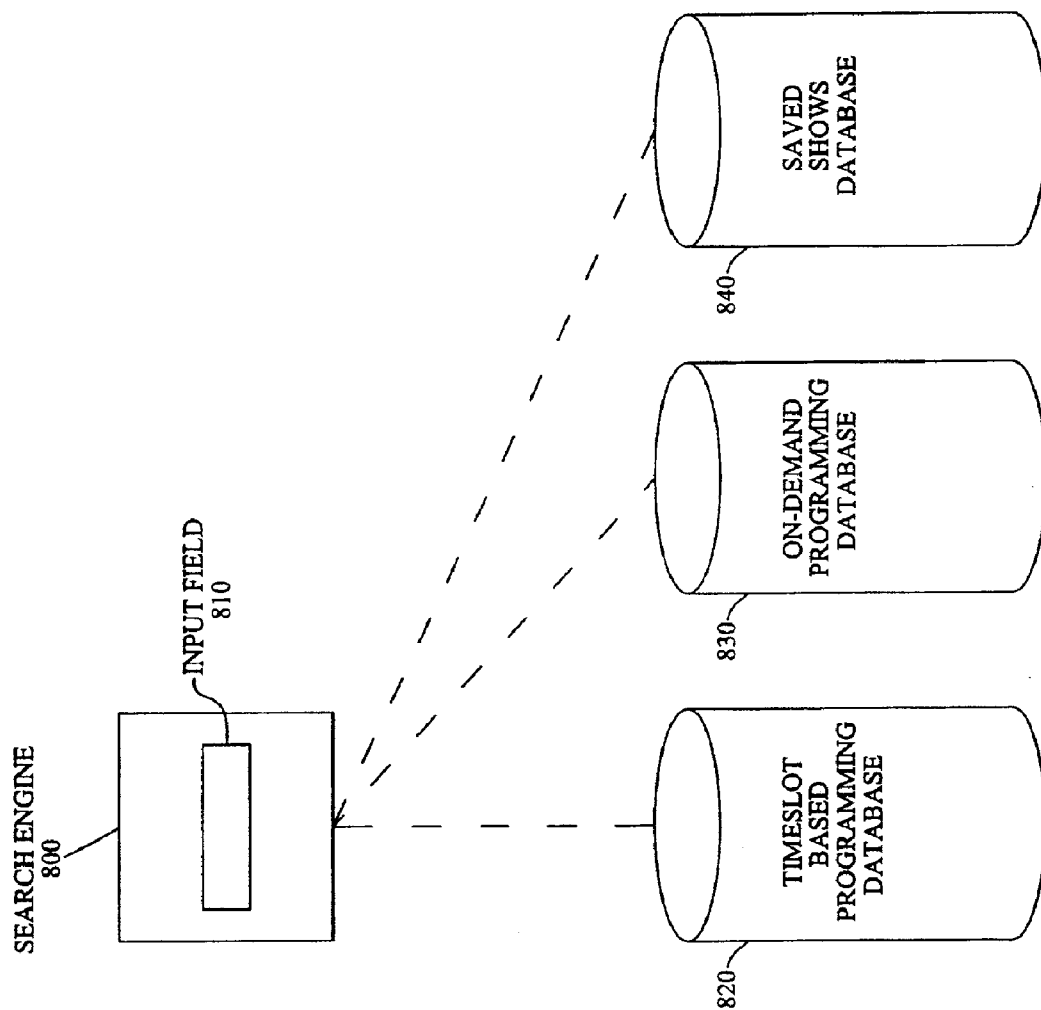 SEARCH ENGINE
800
INPUT FIELD
810
TIMESLOT
BASED
PROGRAMMING
DATABASE
820
ON-DEMAND
PROGRAMMING
DATABASE
830
SAVED
SHOWS
DATABASE
840